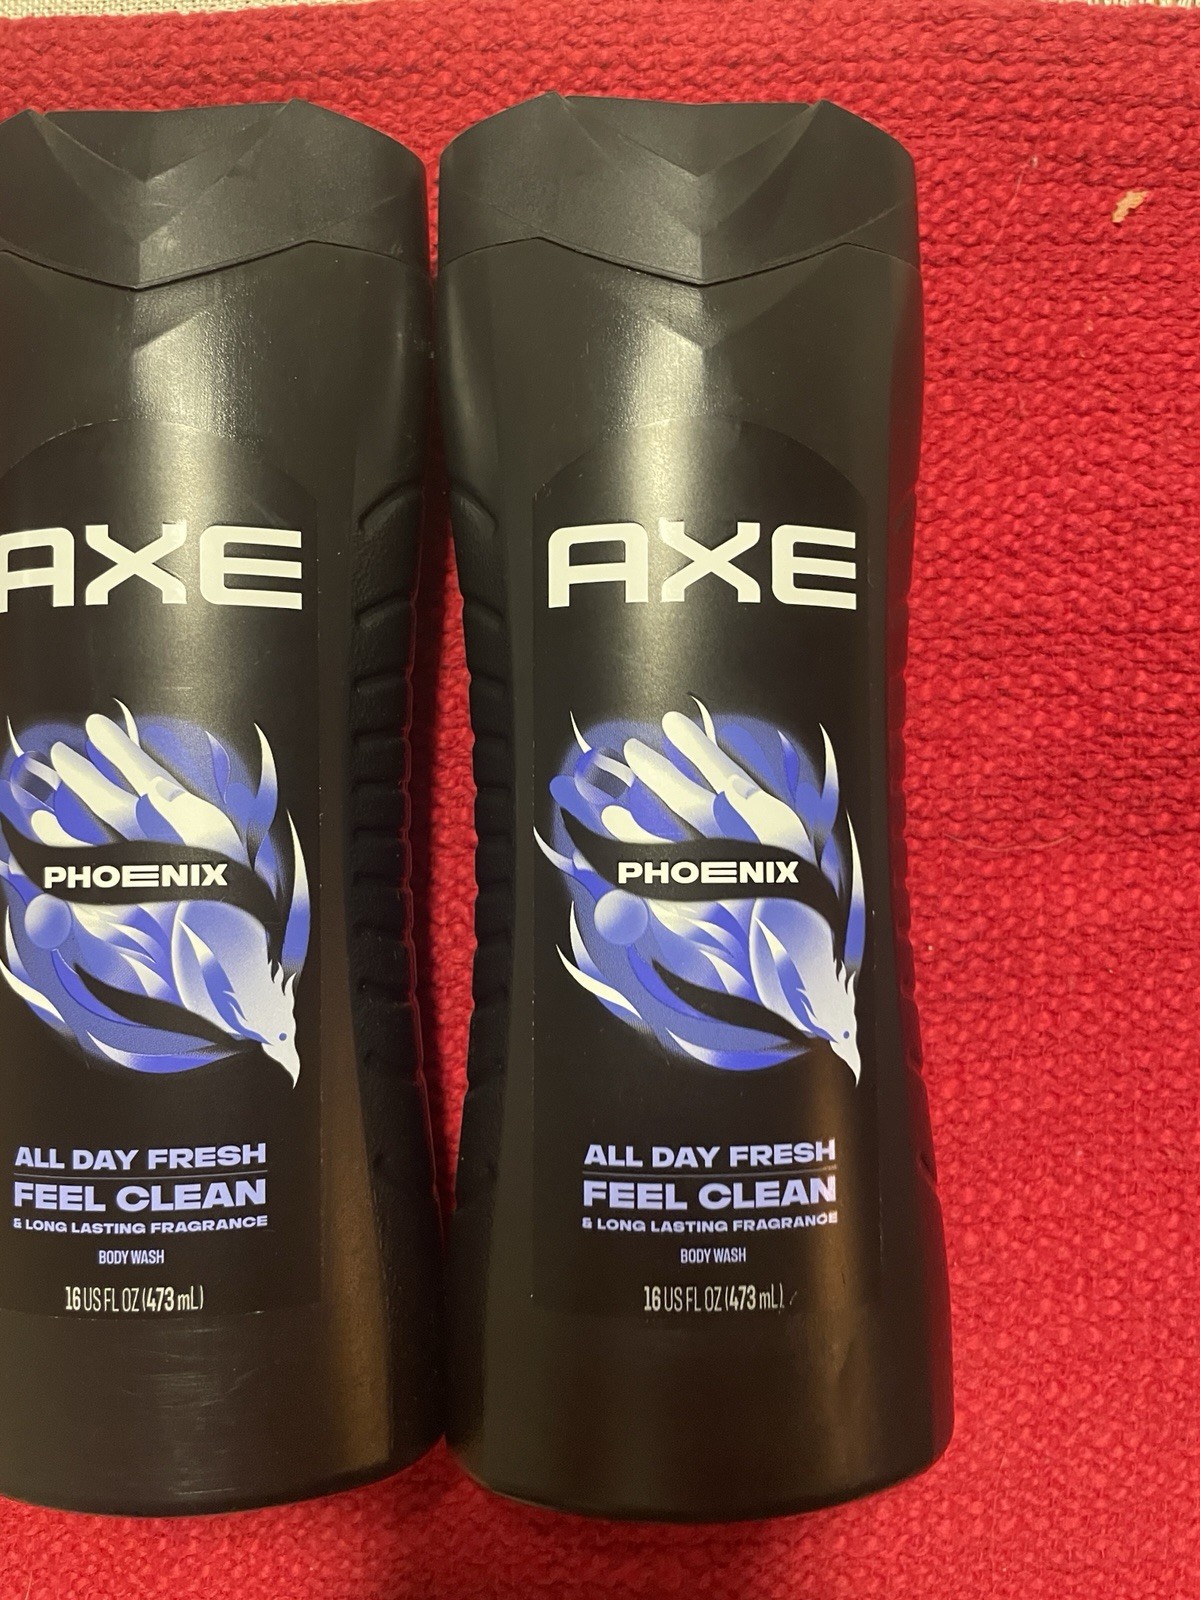 AXE
PHOENIX
ALL DAY FRESH
FEEL CLEAN
& LONG LASTING FRAGRANCE
BODY WASH
16 US FL OZ (473 mL)
AXE
PHOENIX
ALL DAY FRESH
FEEL CLEAN
& LONG LASTING FRAGRANCE
BODY WASH
16 US FL OZ (473 mL)